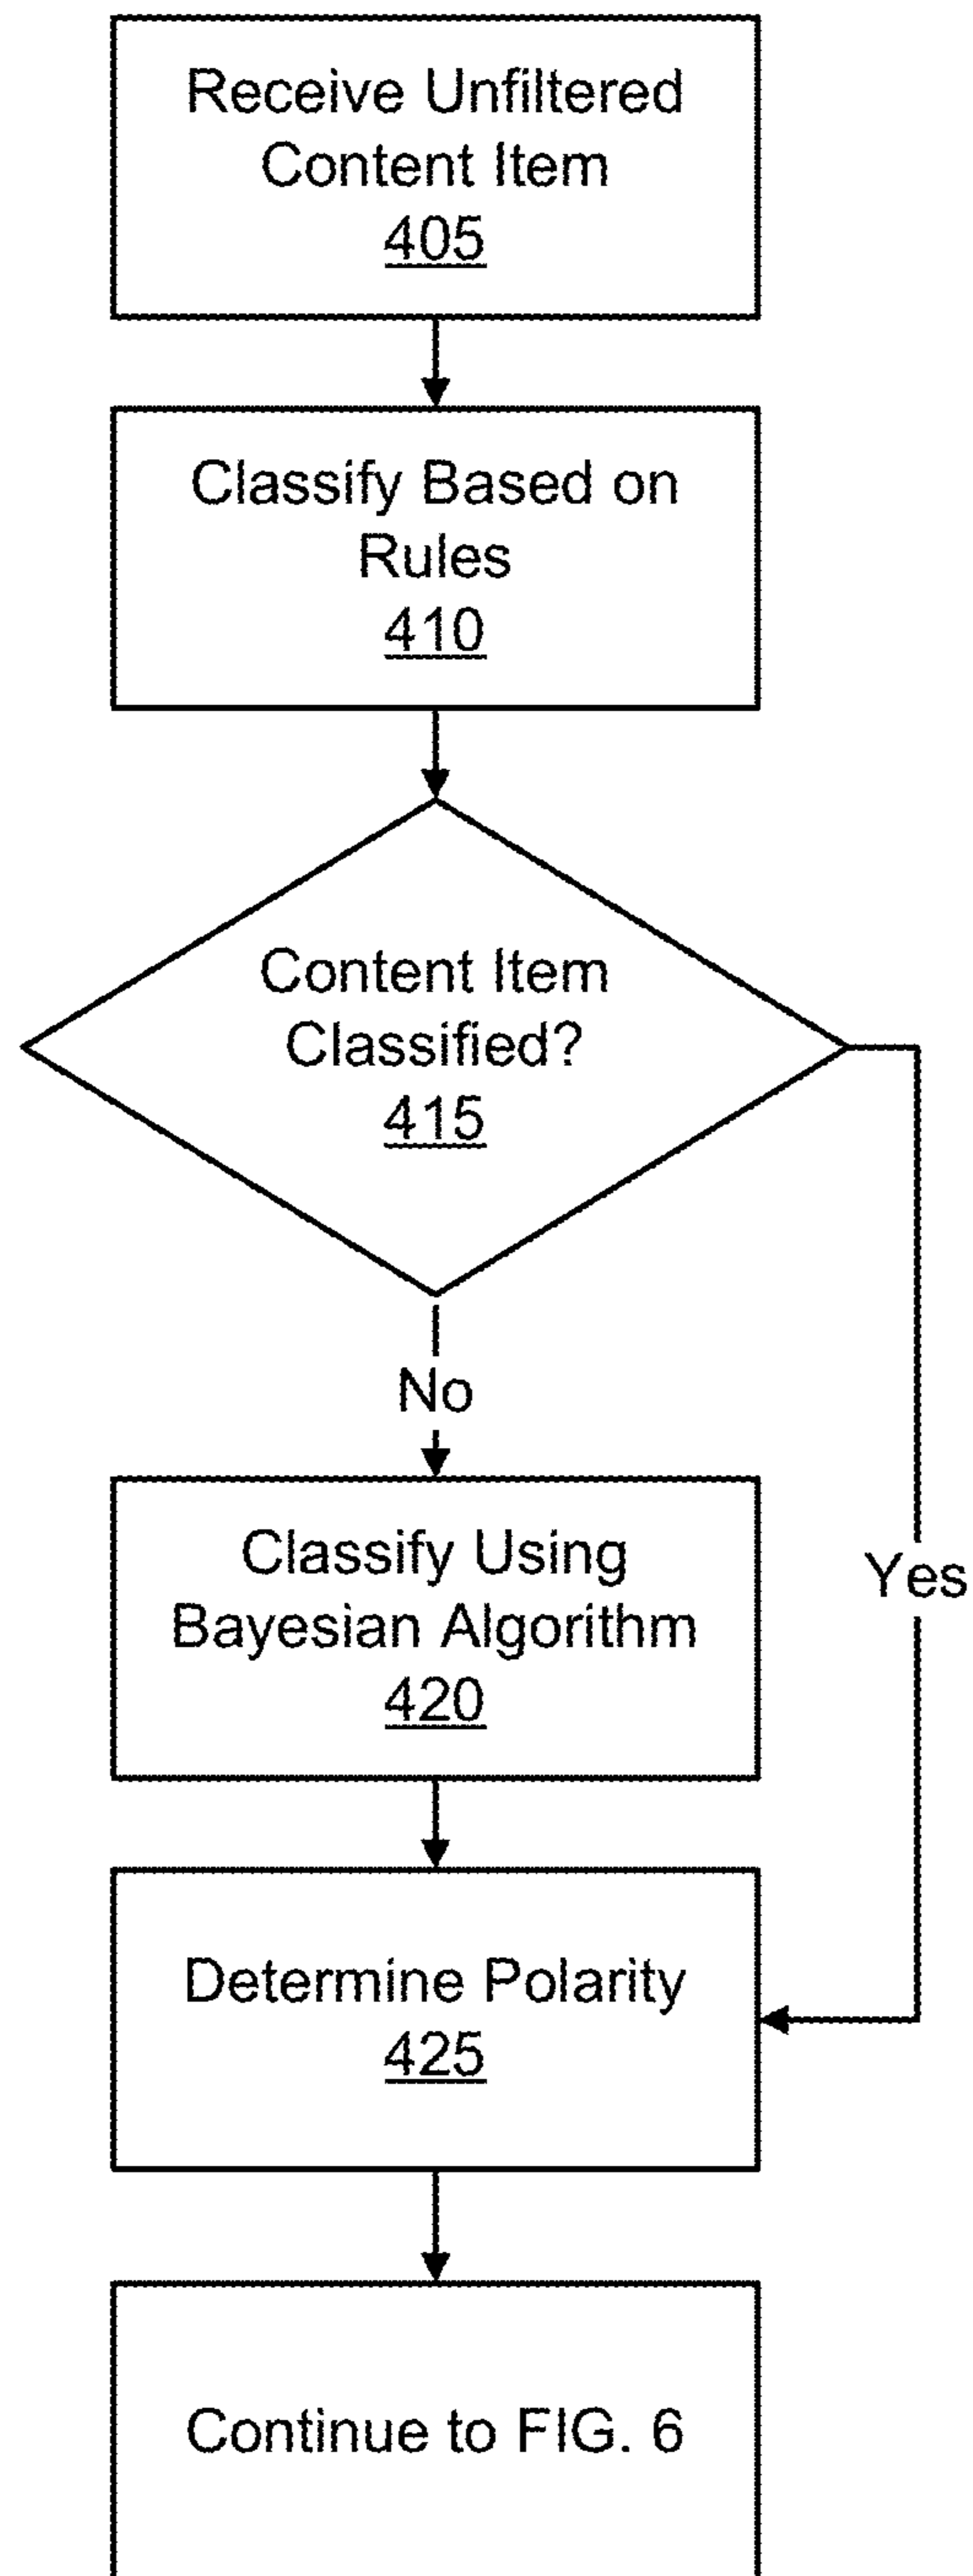 Receive Unfiltered
Content Item
405
Classify Based on
Rules
410
Content Item
Classified?
415
No
Yes
Classify Using
Bayesian Algorithm
420
Determine Polarity
425
Continue to FIG. 6